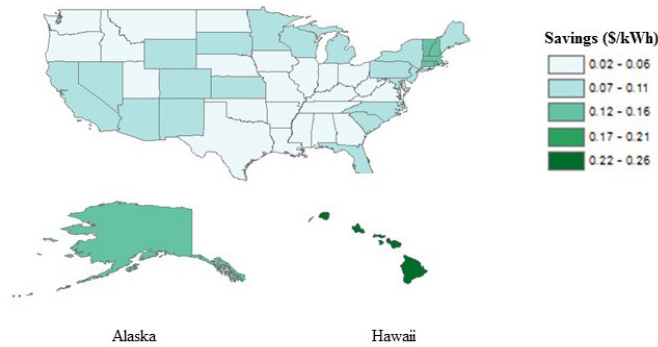 Savings ($/kWh)
0.02 - 0.06
0.07 - 0.11
0.12 - 0.16
0.17 - 0.21
0.22 - 0.26
Alaska
Hawaii